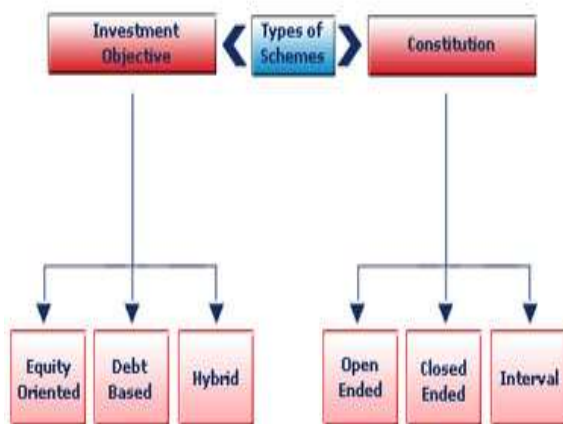 Investment
Objective
Types of
Schemes
Constitution
Equity
Oriented
Debt
Based
Hybrid
Open
Ended
Closed
Ended
Interval